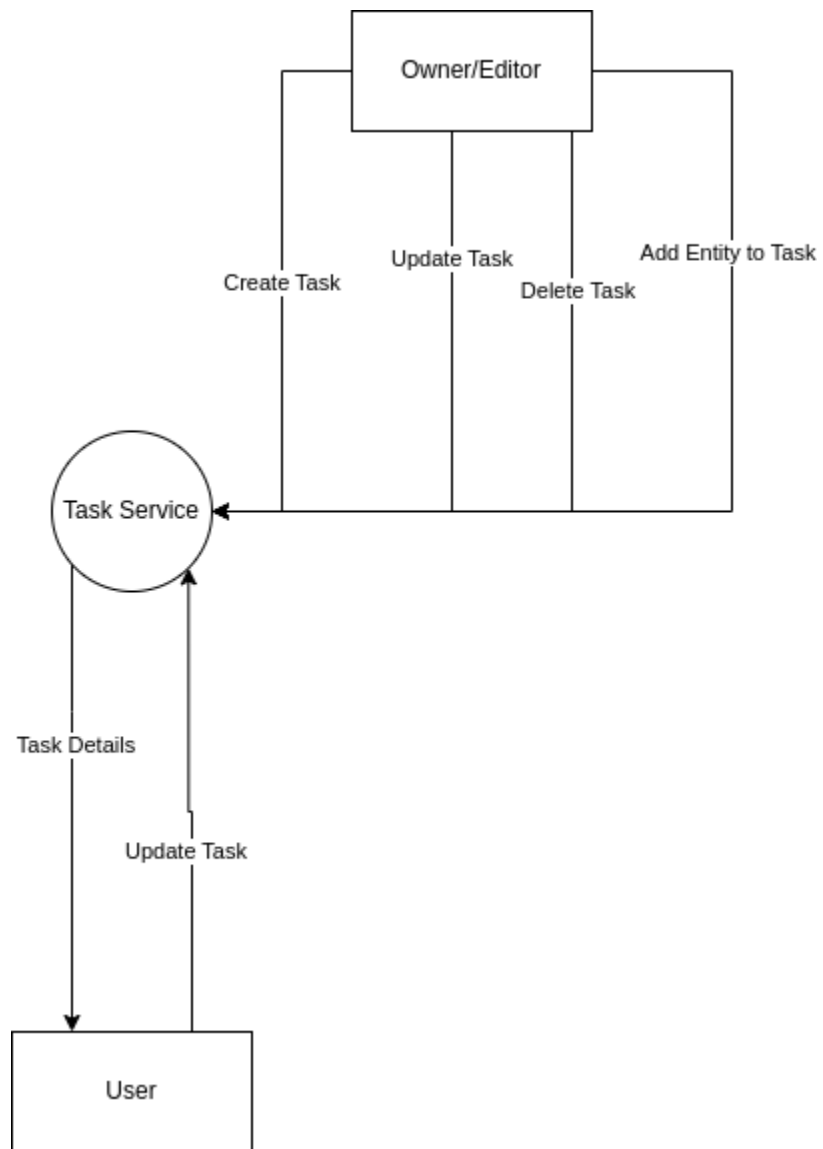 Owner/Editor
Add Entity to Task
Update Task
Create Task
Delete Task
Task Service
Task Details
Update Task
User